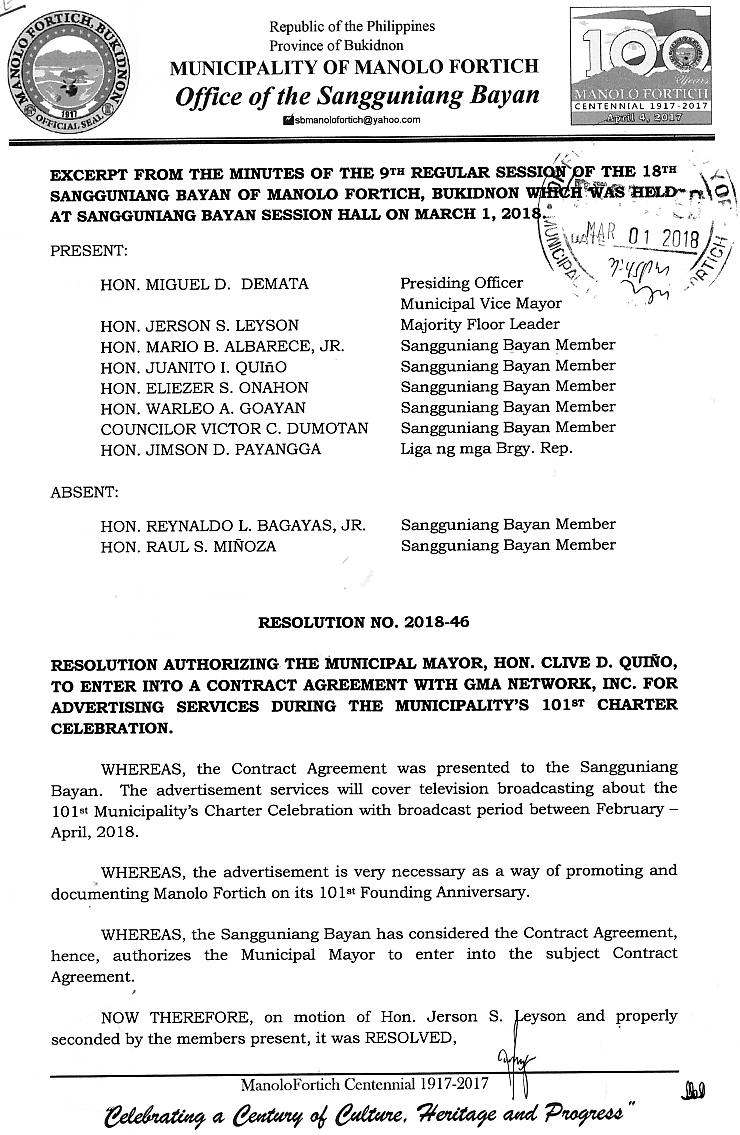 Republic of the Philippines
Province of Bukidnon
MUNICIPALITY OF MANOLO FORTICH
Office of the Sangguniang Bayan
sbmanolofortich@yahoo.com
MANOLO FORTICH, BUKIDNON
1917
OFFICIAL SEAL
100
Years
MANOLO FORTICH
CENTENNIAL 1917-2017
April 4, 2017
EXCERPT FROM THE MINUTES OF THE 9TH REGULAR SESSION OF THE 18TH
SANGGUNIANG BAYAN OF MANOLO FORTICH, BUKIDNON WHICH WAS HELD
AT SANGGUNIANG BAYAN SESSION HALL ON MARCH 1, 2018.
MAR 01 2018
PRESENT:
HON. MIGUEL D. DEMATA Presiding Officer
Municipal Vice Mayor
HON. JERSON S. LEYSON Majority Floor Leader
HON. MARIO B. ALBARECE, JR. Sangguniang Bayan Member
HON. JUANITO I. QUIñO Sangguniang Bayan Member
HON. ELIEZER S. ONAHON Sangguniang Bayan Member
HON. WARLEO A. GOAYAN Sangguniang Bayan Member
COUNCILOR VICTOR C. DUMOTAN Sangguniang Bayan Member
HON. JIMSON D. PAYANGGA Liga ng mga Brgy. Rep.
ABSENT:
HON. REYNALDO L. BAGAYAS, JR. Sangguniang Bayan Member
HON. RAUL S. MIÑOZA Sangguniang Bayan Member
RESOLUTION NO. 2018-46
RESOLUTION AUTHORIZING THE MUNICIPAL MAYOR, HON. CLIVE D. QUIÑO,
TO ENTER INTO A CONTRACT AGREEMENT WITH GMA NETWORK, INC. FOR
ADVERTISING SERVICES DURING THE MUNICIPALITY'S 101ST CHARTER
CELEBRATION.
WHEREAS, the Contract Agreement was presented to the Sangguniang
Bayan. The advertisement services will cover television broadcasting about the
101st Municipality's Charter Celebration with broadcast period between February –
April, 2018.
WHEREAS, the advertisement is very necessary as a way of promoting and
documenting Manolo Fortich on its 101st Founding Anniversary.
WHEREAS, the Sangguniang Bayan has considered the Contract Agreement,
hence, authorizes the Municipal Mayor to enter into the subject Contract
Agreement.
NOW THEREFORE, on motion of Hon. Jerson S. Leyson and properly
seconded by the members present, it was RESOLVED,
ManoloFortich Centennial 1917-2017
"Celebrating a Century of Culture, Heritage and Progress"